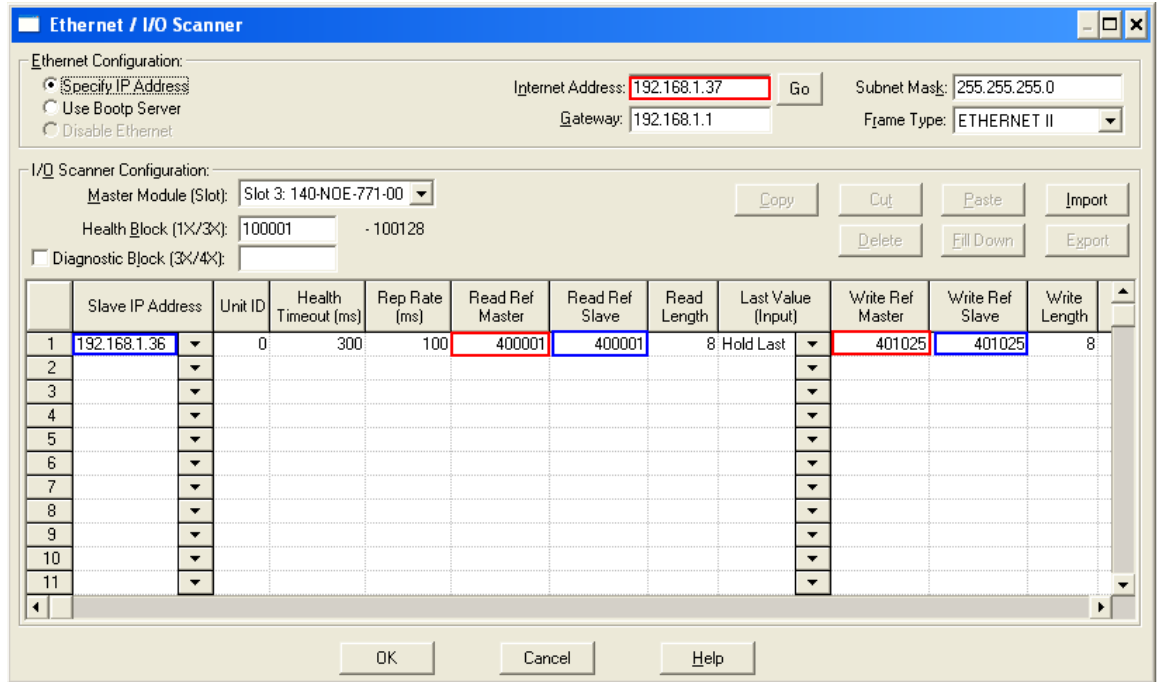 Ethernet / I/O Scanner
Ethernet Configuration:
Specify IP Address
Use Bootp Server
Disable Ethernet
Internet Address: 192.168.1.37 Go
Gateway: 192.168.1.1
Subnet Mask: 255.255.255.0
Frame Type: ETHERNET II
I/O Scanner Configuration:
Master Module (Slot): Slot 3: 140-NOE-771-00
Health Block (1X/3X): 100001 - 100128
Diagnostic Block (3X/4X):
Copy Cut Paste Import
Delete Fill Down Export
Slave IP Address Unit ID Health Timeout (ms) Rep Rate (ms) Read Ref Master Read Ref Slave Read Length Last Value (Input) Write Ref Master Write Ref Slave Write Length
1 192.168.1.36 0 300 100 400001 400001 8 Hold Last 401025 401025 8
2
3
4
5
6
7
8
9
10
11
OK Cancel Help